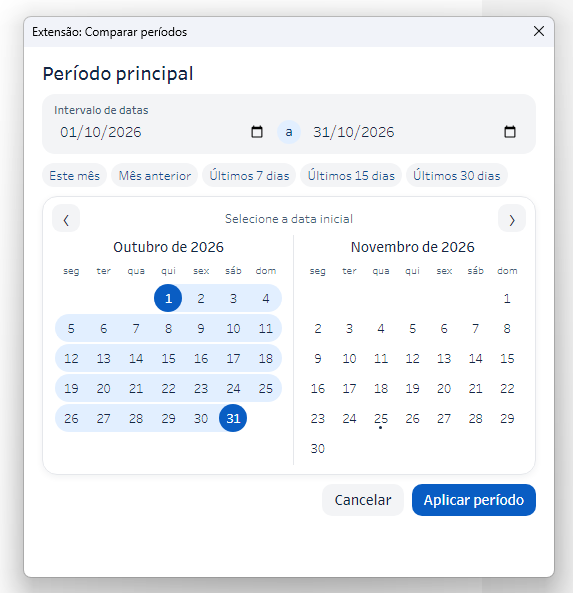 Extensão: Comparar períodos
Período principal
Intervalo de datas
01/10/2026 a 31/10/2026
Este mês Mês anterior Últimos 7 dias Últimos 15 dias Últimos 30 dias
Selecione a data inicial
Outubro de 2026
seg ter qua qui sex sáb dom
1 2 3 4
5 6 7 8 9 10 11
12 13 14 15 16 17 18
19 20 21 22 23 24 25
26 27 28 29 30 31
Novembro de 2026
seg ter qua qui sex sáb dom
1
2 3 4 5 6 7 8
9 10 11 12 13 14 15
16 17 18 19 20 21 22
23 24 25 26 27 28 29
30
Cancelar Aplicar período